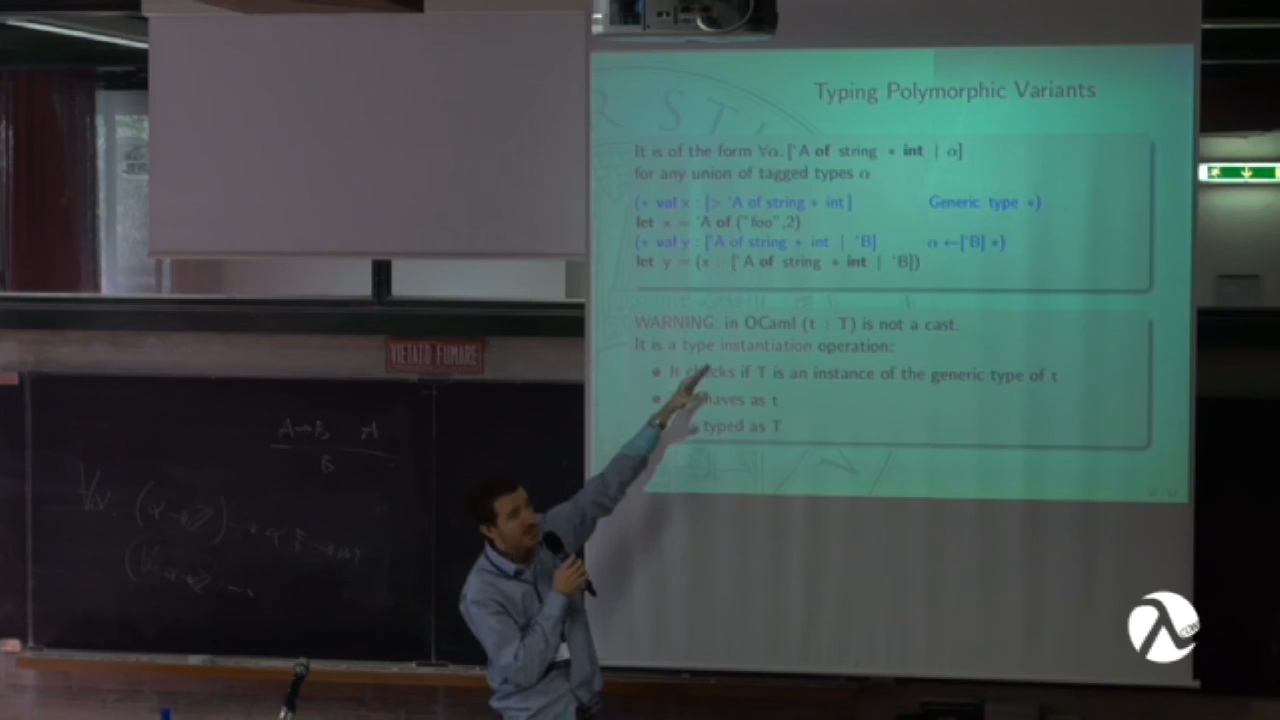 Typing Polymorphic Variants
It is of the form ∀α. [`A of string * int | α]
for any union of tagged types α
(* val x : [> `A of string * int]  Generic type *)
let x = `A of ("foo",2)
(* val y : [`A of string * int | `B]  α ←[`B] *)
let y = (x : [`A of string * int | `B])
WARNING: in OCaml (t : T) is not a cast.
It is a type instantiation operation:
• It checks if T is an instance of the generic type of t
• as t
• typed as T
VIETATO FUMARE
A→B A
B
λ
CON